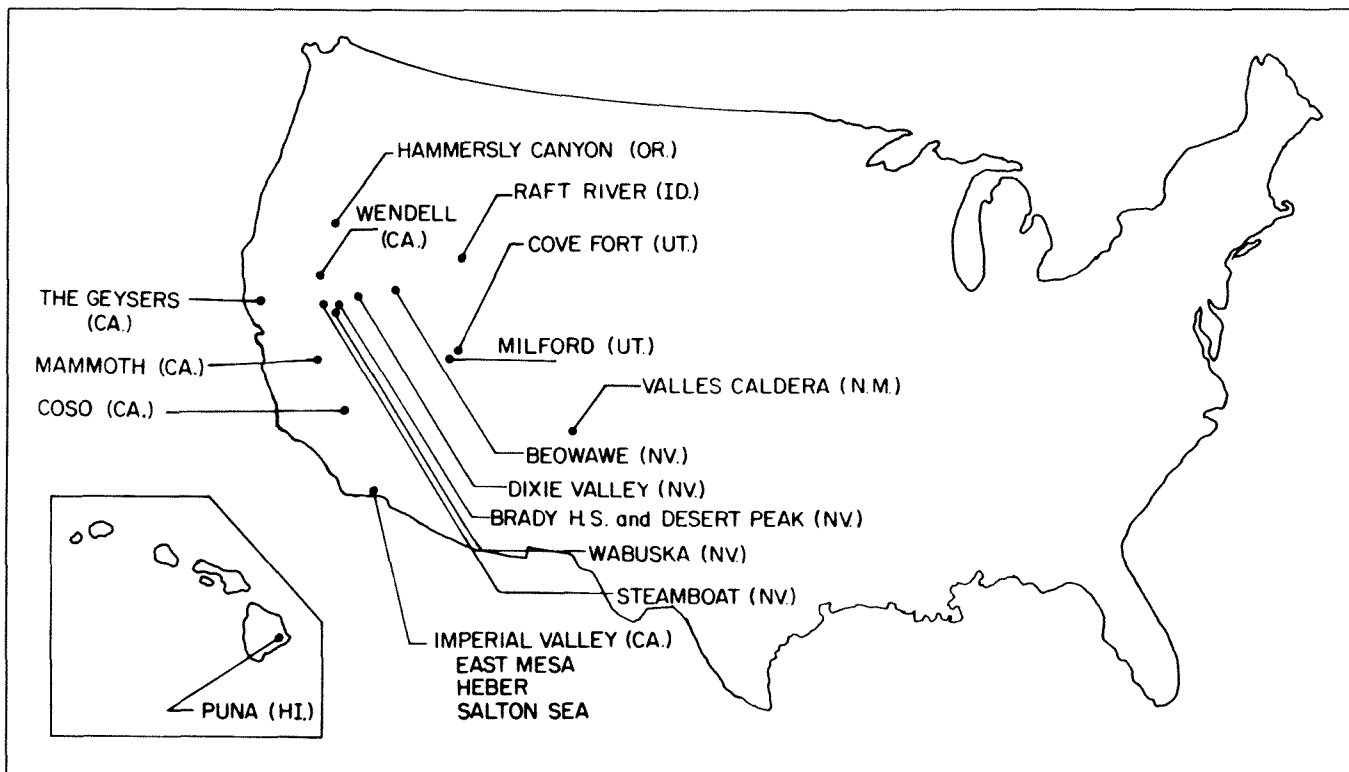 HAMMERSLY CANYON (OR.)
RAFT RIVER (ID.)
WENDELL
(CA.)
COVE FORT (UT.)
THE GEYSERS
(CA.)
MILFORD (UT.)
MAMMOTH (CA.)
VALLES CALDERA (N.M.)
COSO (CA.)
BEOWAWE (NV.)
DIXIE VALLEY (NV.)
BRADY H.S. and DESERT PEAK (NV.)
WABUSKA (NV.)
STEAMBOAT (NV.)
IMPERIAL VALLEY (CA.)
EAST MESA
HEBER
SALTON SEA
PUNA (HI.)